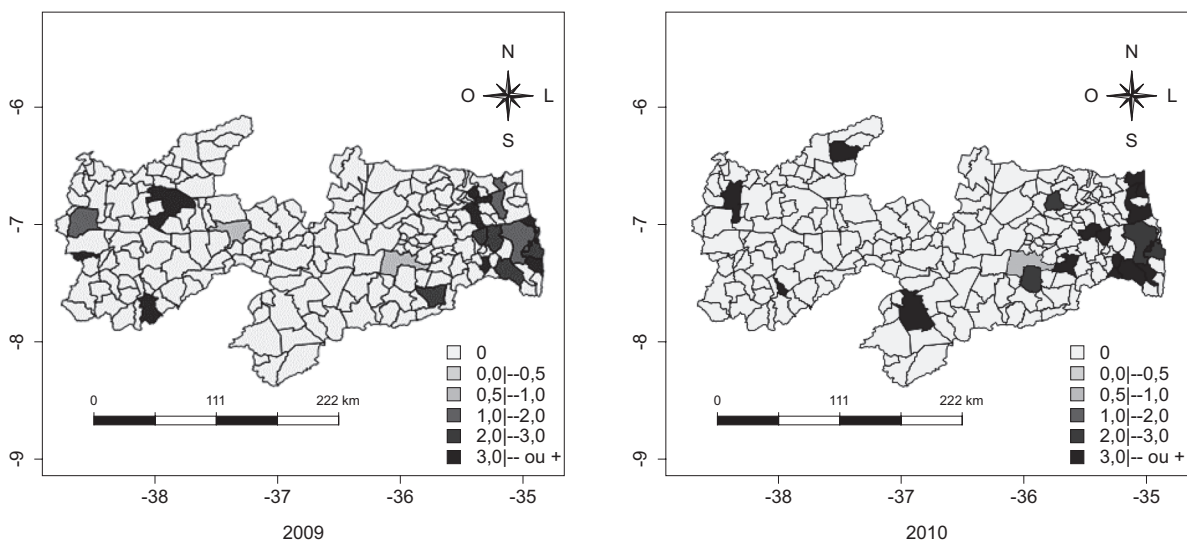 N
O L
S
-6
-7
-8
-9
0 111 222 km
0
0,0|--0,5
0,5|--1,0
1,0|--2,0
2,0|--3,0
3,0|-- ou +
-38 -37 -36 -35
2009
N
O L
S
-6
-7
-8
-9
0 111 222 km
0
0,0|--0,5
0,5|--1,0
1,0|--2,0
2,0|--3,0
3,0|-- ou +
-38 -37 -36 -35
2010